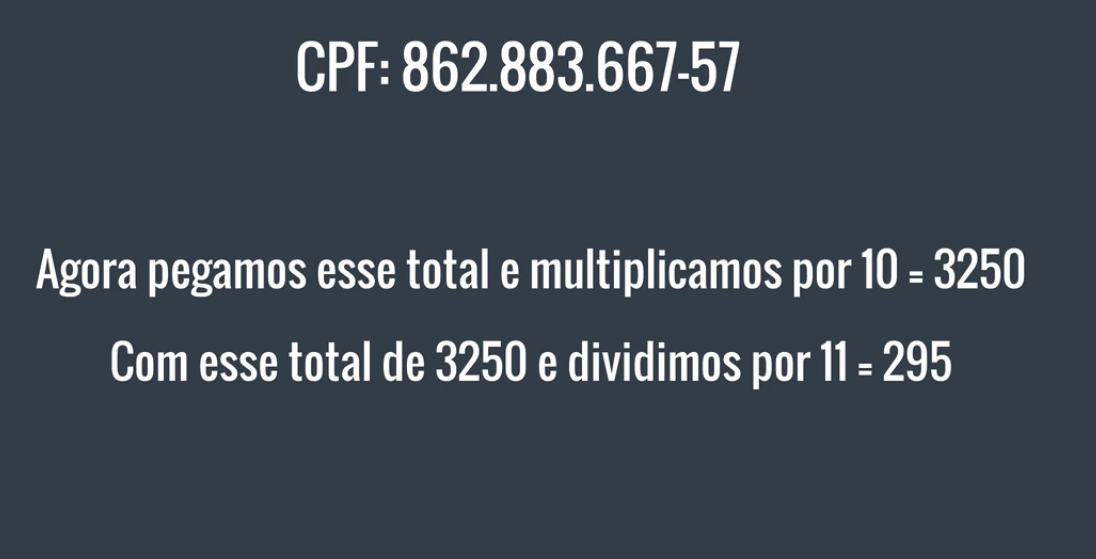 CPF: 862.883.667-57
Agora pegamos esse total e multiplicamos por 10 = 3250
Com esse total de 3250 e dividimos por 11 = 295